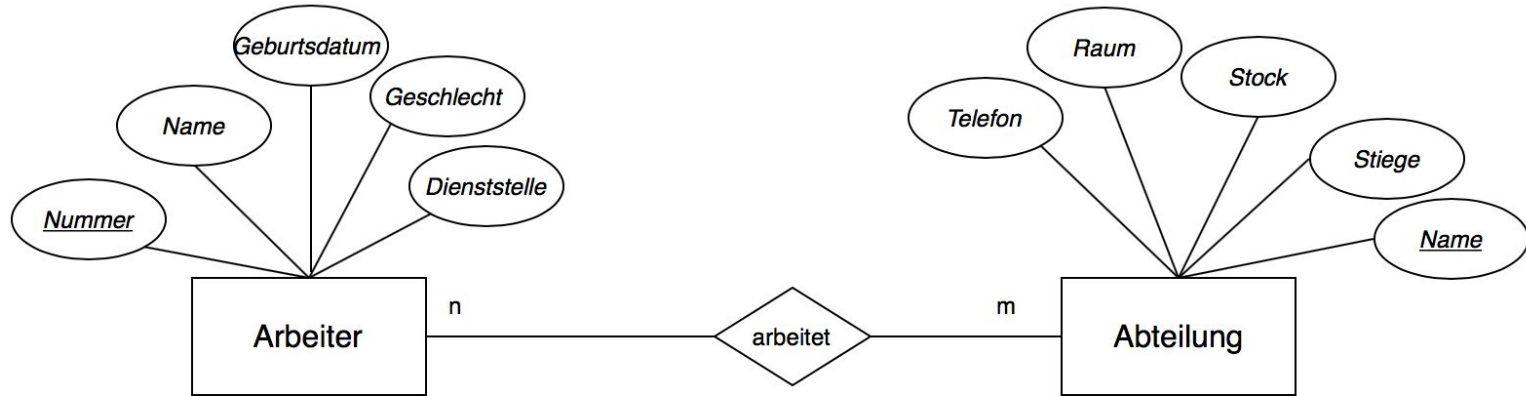 Geburtsdatum
Geschlecht
Name
Dienststelle
Nummer
Raum
Stock
Telefon
Stiege
Name
Arbeiter
n
arbeitet
m
Abteilung